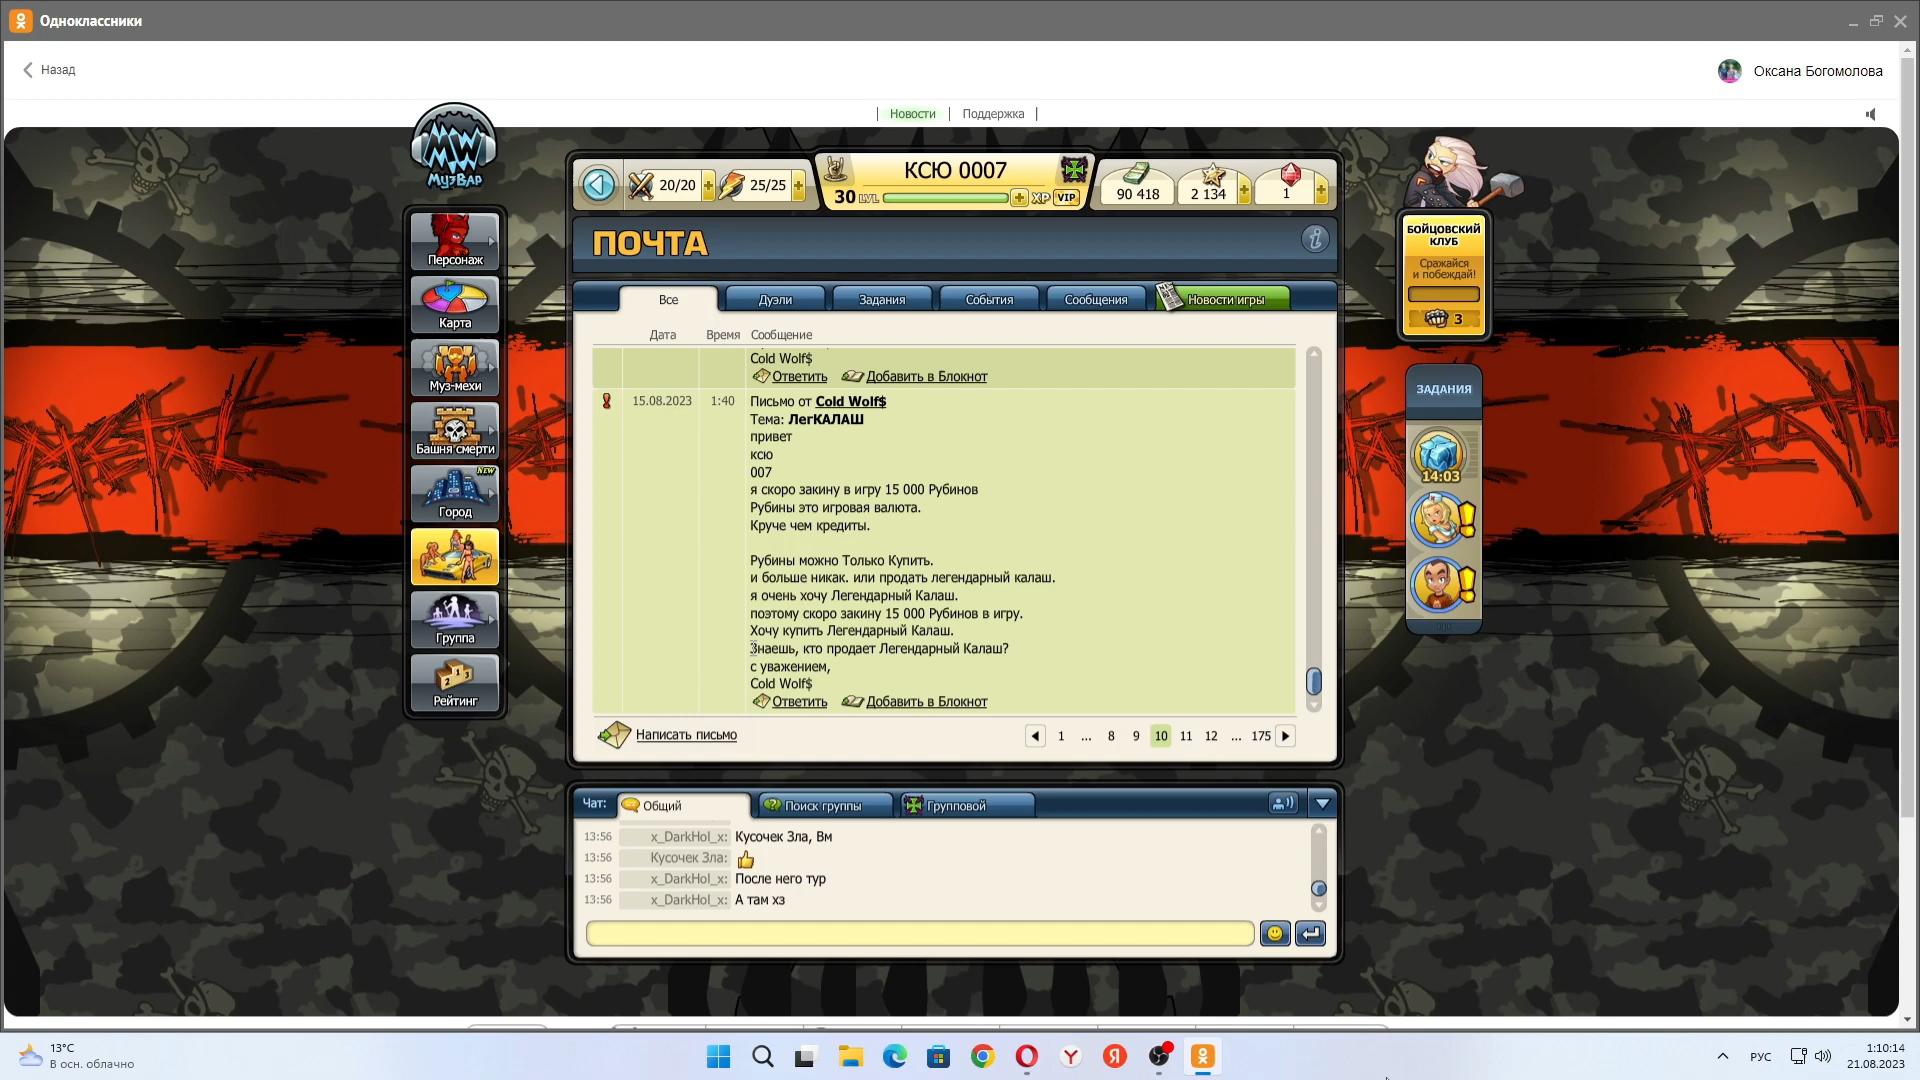 Одноклассники
Назад
Оксана Богомолова
Новости
Поддержка
MW
MW
МузВар
20/20
25/25
КСЮ 0007
30 LVL
XP
VIP
90 418
2 134
1
ПОЧТА
Персонаж
Карта
Муз-мехи
Башня смерти
NEW
Город
Группа
Рейтинг
1 2 3
Все
Дуэли
Задания
События
Сообщения
Новости игры
Дата
Время
Сообщение
Cold Wolf$
Ответить
Добавить в Блокнот
15.08.2023
1:40
Письмо от Cold Wolf$
Тема: ЛегКАЛАШ
привет
ксю
007
я скоро закину в игру 15 000 Рубинов
Рубины это игровая валюта.
Круче чем кредиты.
Рубины можно Только Купить.
и больше никак. или продать легендарный калаш.
я очень хочу Легендарный Калаш.
поэтому скоро закину 15 000 Рубинов в игру.
Хочу купить Легендарный Калаш.
Знаешь, кто продает Легендарный Калаш?
с уважением,
Cold Wolf$
Ответить
Добавить в Блокнот
Написать письмо
1 ... 8 9 10 11 12 ... 175
БОЙЦОВСКИЙ
КЛУБ
Сражайся
и побеждай!
3
ЗАДАНИЯ
14:03
Чат:
Общий
Поиск группы
Групповой
13:56 x_DarkHol_x: Кусочек Зла, Вм
13:56 Кусочек Зла:
13:56 x_DarkHol_x: После него тур
13:56 x_DarkHol_x: А там хз
13°C
В осн. облачно
РУС
1:10:14
21.08.2023